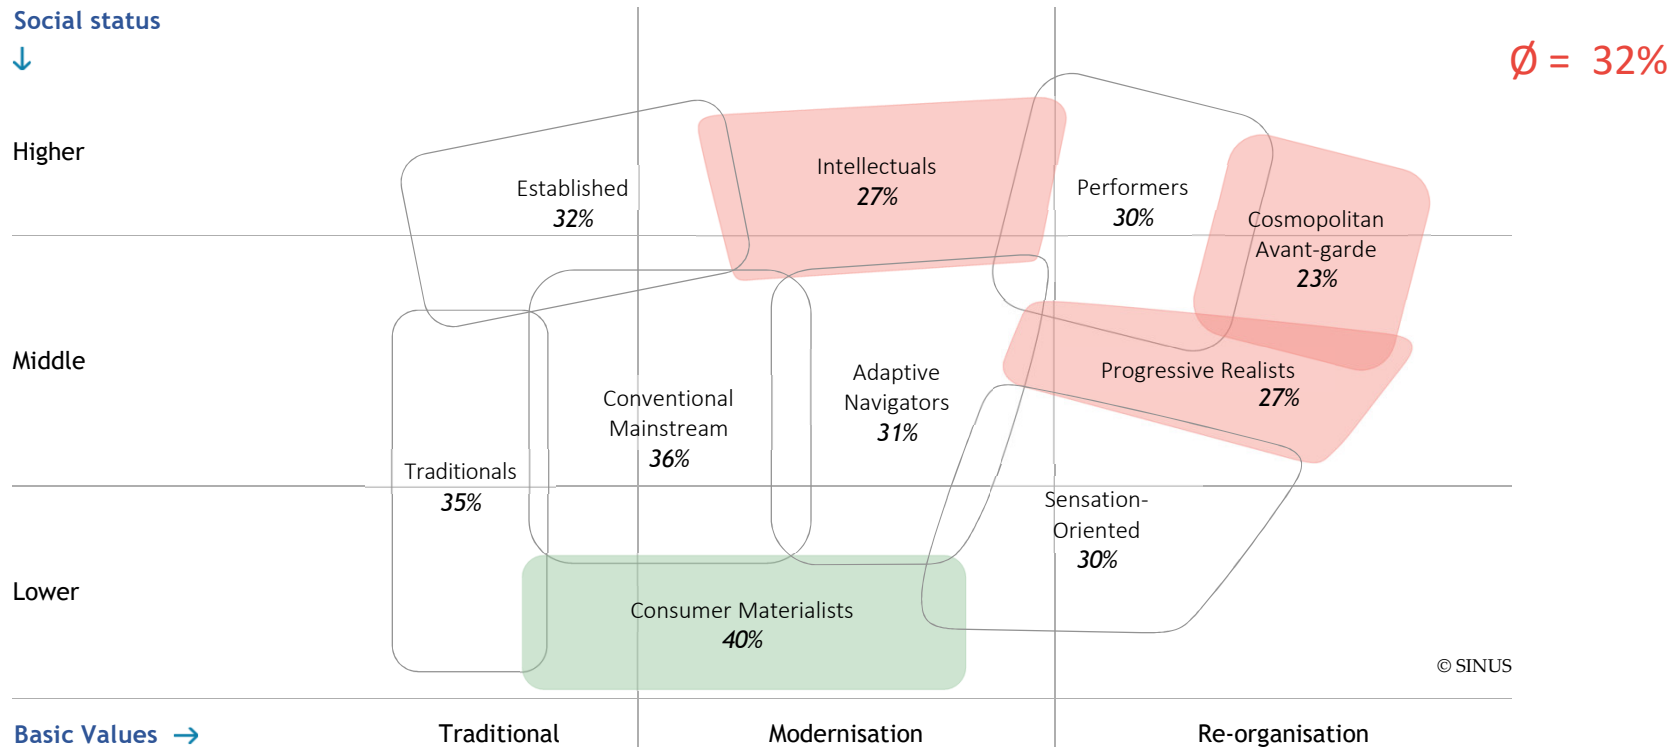 Social status
↓
Ø = 32%
Higher
Established
32%
Intellectuals
27%
Performers
30%
Cosmopolitan
Avant-garde
23%
Middle
Traditionals
35%
Conventional
Mainstream
36%
Adaptive
Navigators
31%
Progressive Realists
27%
Sensation-
Oriented
30%
Lower
Consumer Materialists
40%
© SINUS
Basic Values →
Traditional
Modernisation
Re-organisation